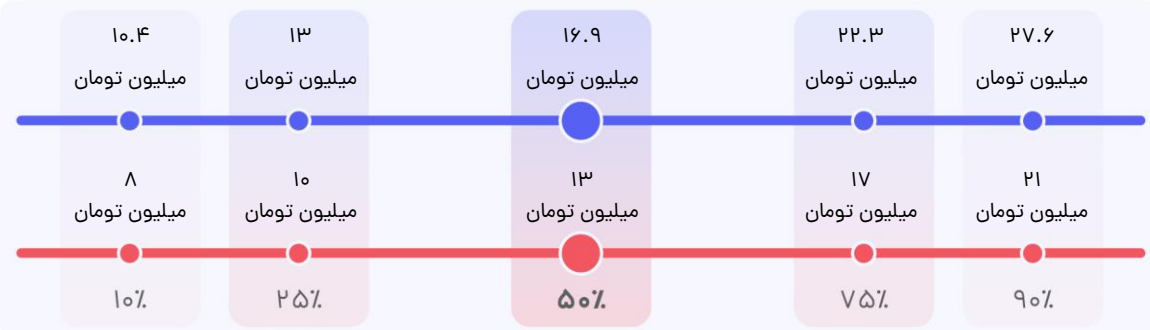 ۱۰.۴ ۱۳ ۱۶.۹ ۲۲.۳ ۲۷.۶
میلیون تومان میلیون تومان میلیون تومان میلیون تومان میلیون تومان
۸ ۱۰ ۱۳ ۱۷ ۲۱
میلیون تومان میلیون تومان میلیون تومان میلیون تومان میلیون تومان
۱۰٪ ۲۵٪ ۵۰٪ ۷۵٪ ۹۰٪